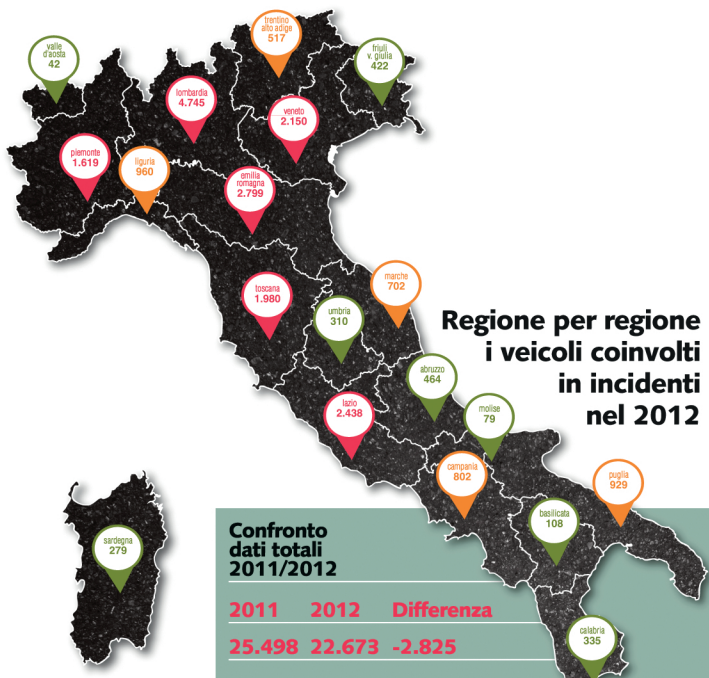 trentino
alto adige
517
valle
d'aosta
42
friuli
v. giulia
422
lombardia
4.745
veneto
2.150
piemonte
1.619
liguria
960
emilia
romagna
2.799
marche
702
toscana
1.980
umbria
310
Regione per regione
i veicoli coinvolti
in incidenti
nel 2012
abruzzo
464
lazio
2.438
molise
79
campania
802
puglia
929
basilicata
108
sardegna
279
Confronto
dati totali
2011/2012
2011 2012 Differenza
25.498 22.673 -2.825
calabria
335